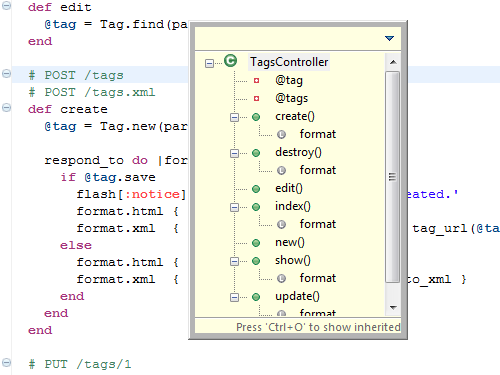 def edit
@tag = Tag.find(pa
end
# POST /tags
# POST /tags.xml
def create
@tag = Tag.new(par
respond_to do |for
if @tag.save
flash[:notice] eated.'
format.html {
format.xml { tag_url(@ta
else
format.html {
format.xml { to_xml }
end
end
end
# PUT /tags/1
TagsController
@tag
@tags
create()
format
destroy()
format
edit()
index()
format
new()
show()
format
update()
format
Press 'Ctrl+O' to show inherited